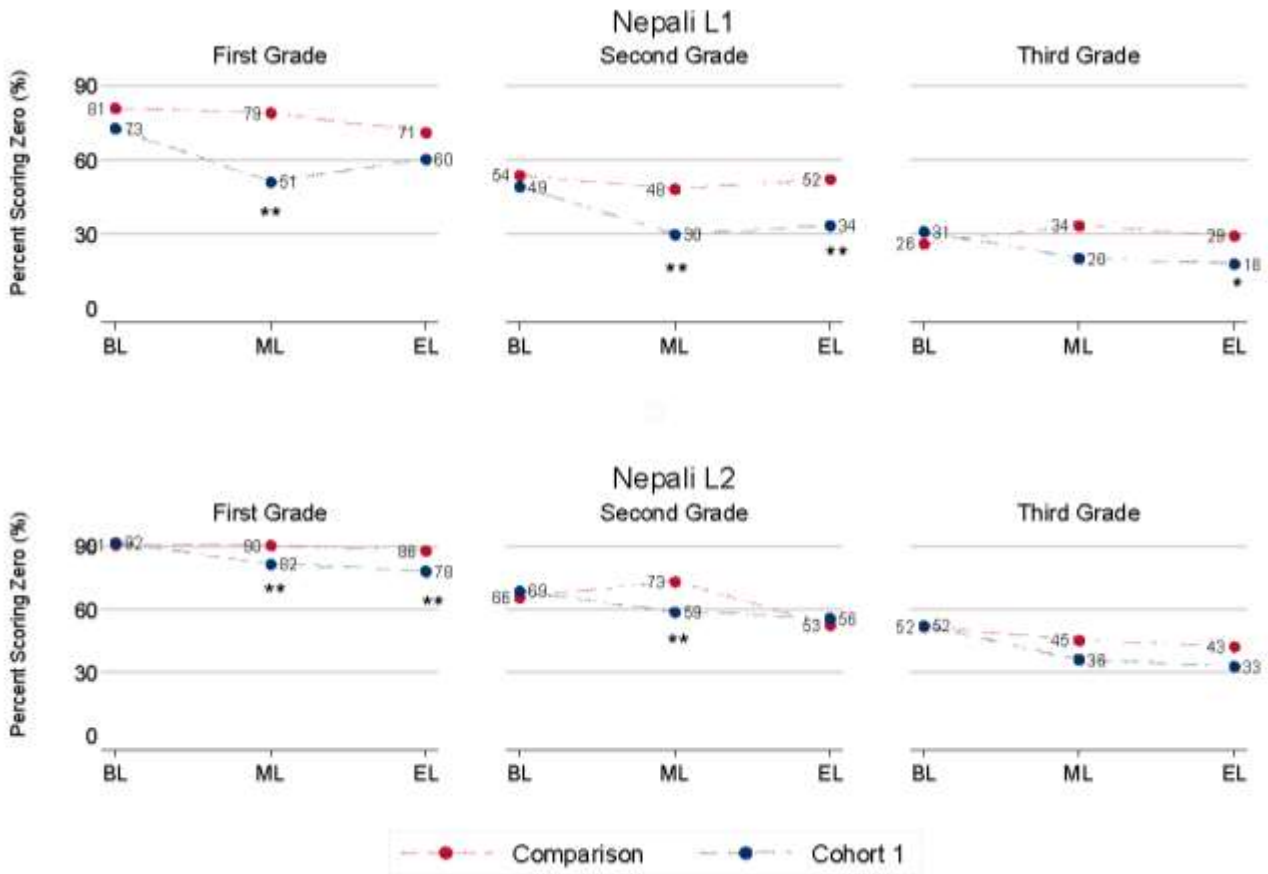 Nepali L1
First Grade
Second Grade
Third Grade
Percent Scoring Zero (%)
90
60
30
0
81
79
71
73
51
60
**
54
48
52
49
30
34
**
**
26
34
29
31
20
18
*
BL ML EL
BL ML EL
BL ML EL
Nepali L2
First Grade
Second Grade
Third Grade
Percent Scoring Zero (%)
90
60
30
0
92
90
88
82
78
**
**
66
73
53
69
59
56
**
52
45
43
52
36
33
BL ML EL
BL ML EL
BL ML EL
Comparison
Cohort 1